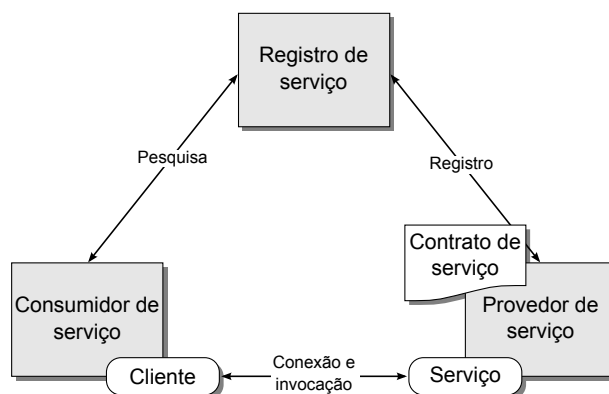 Registro de
serviço
Pesquisa
Registro
Contrato de
serviço
Consumidor de
serviço
Provedor de
serviço
Cliente
Conexão e
invocação
Serviço